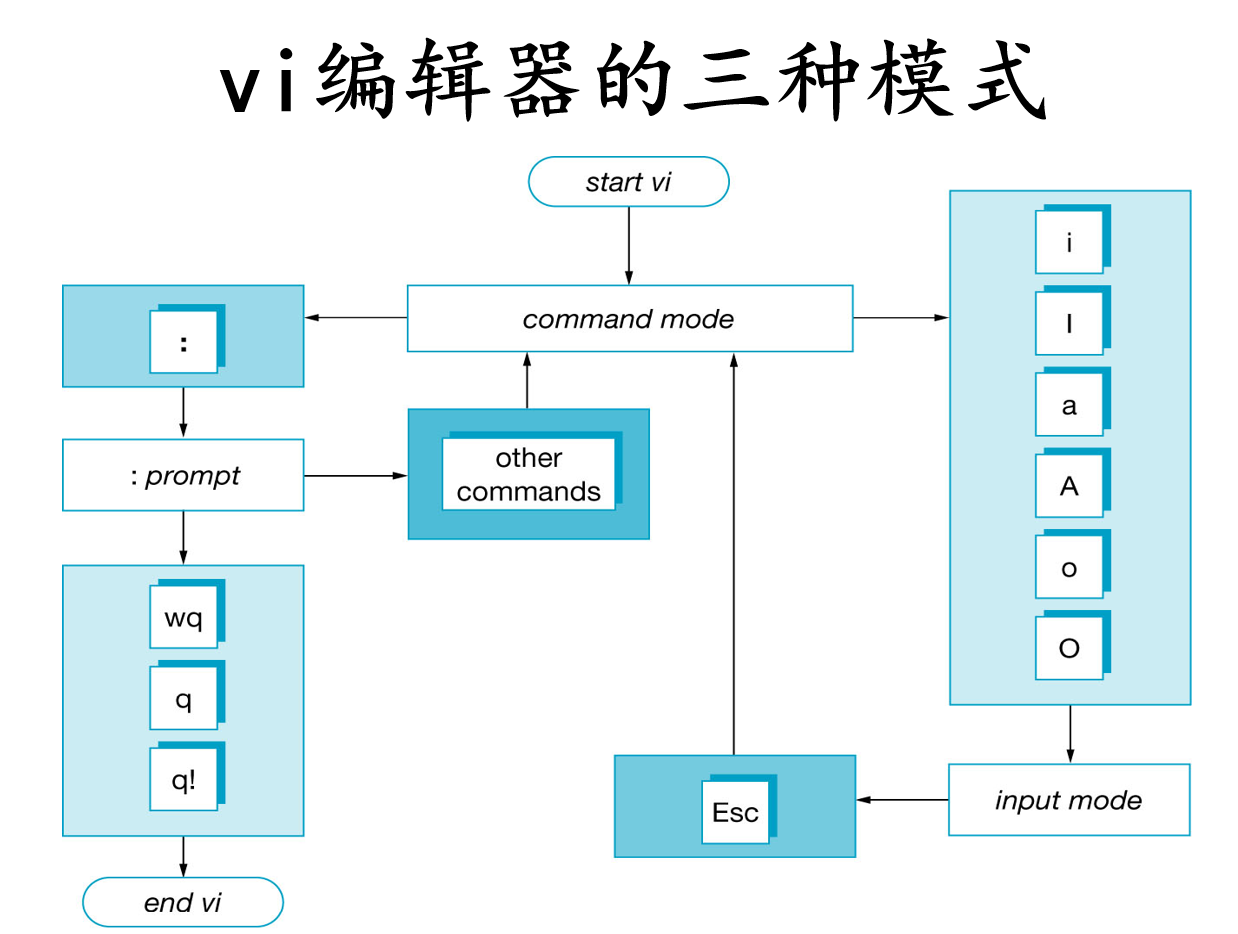 vi编辑器的三种模式
start vi
command mode
:
: prompt
other
commands
wq
q
q!
end vi
i
I
a
A
o
O
input mode
Esc